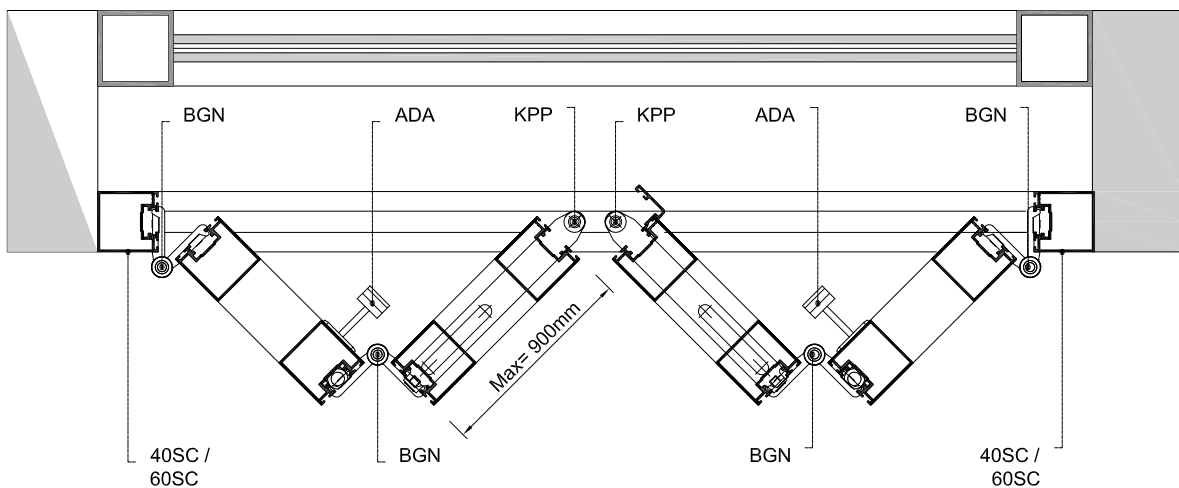 BGN
ADA
KPP
KPP
ADA
BGN
Max= 900mm
40SC /
60SC
BGN
BGN
40SC /
60SC